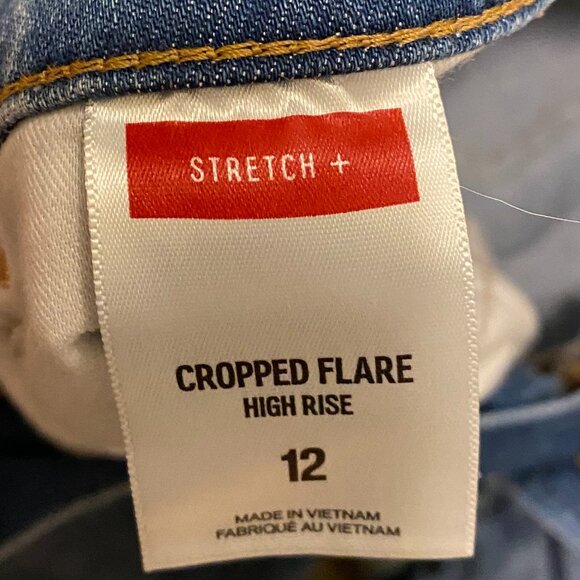 STRETCH +
CROPPED FLARE
HIGH RISE
12
MADE IN VIETNAM
FABRIQUÉ AU VIETNAM